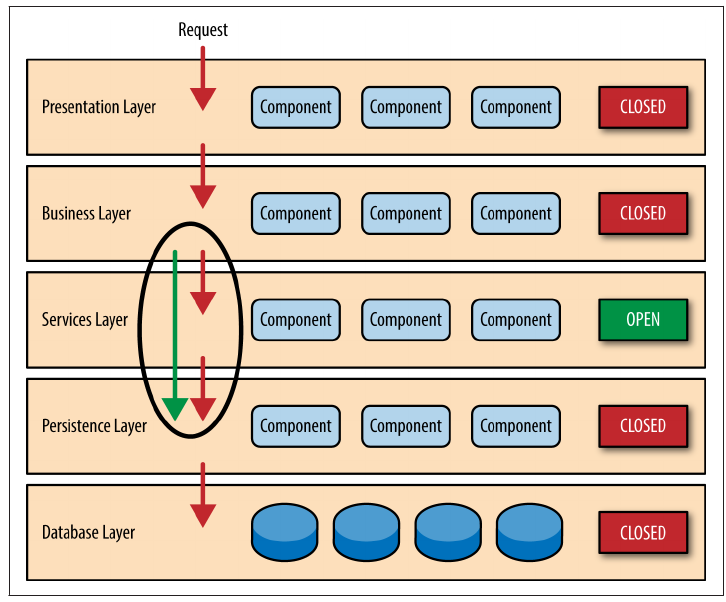 Request
Presentation Layer Component Component Component CLOSED
Business Layer Component Component Component CLOSED
Services Layer Component Component Component OPEN
Persistence Layer Component Component Component CLOSED
Database Layer CLOSED